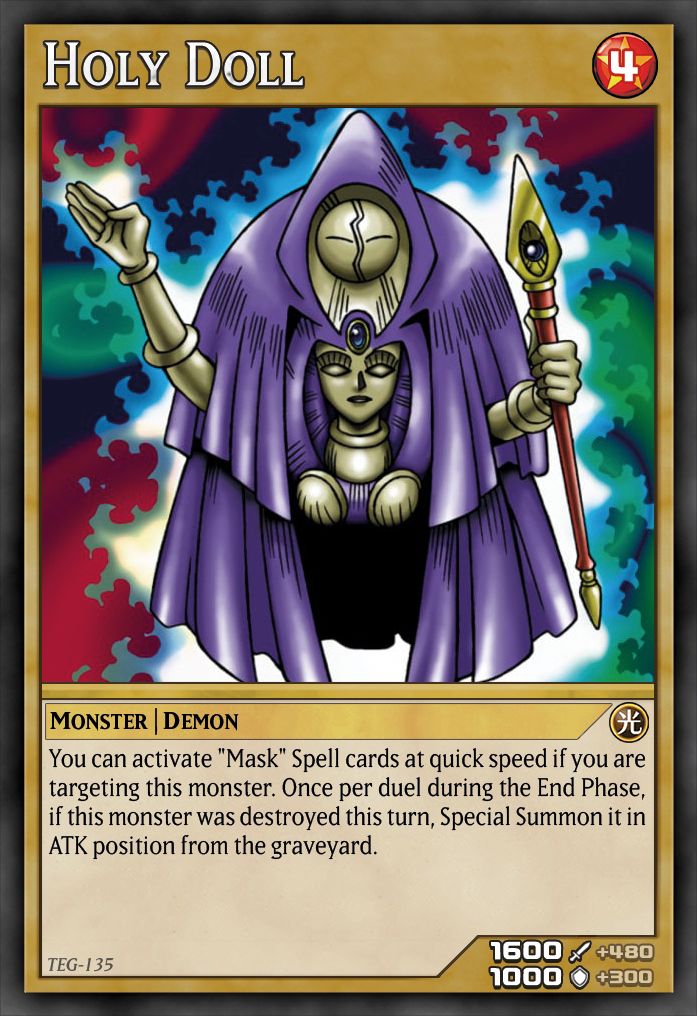 HOLY DOLL
4
MONSTER | DEMON
光
You can activate "Mask" Spell cards at quick speed if you are
targeting this monster. Once per duel during the End Phase,
if this monster was destroyed this turn, Special Summon it in
ATK position from the graveyard.
1600 +480
TEG-135
1000 +300